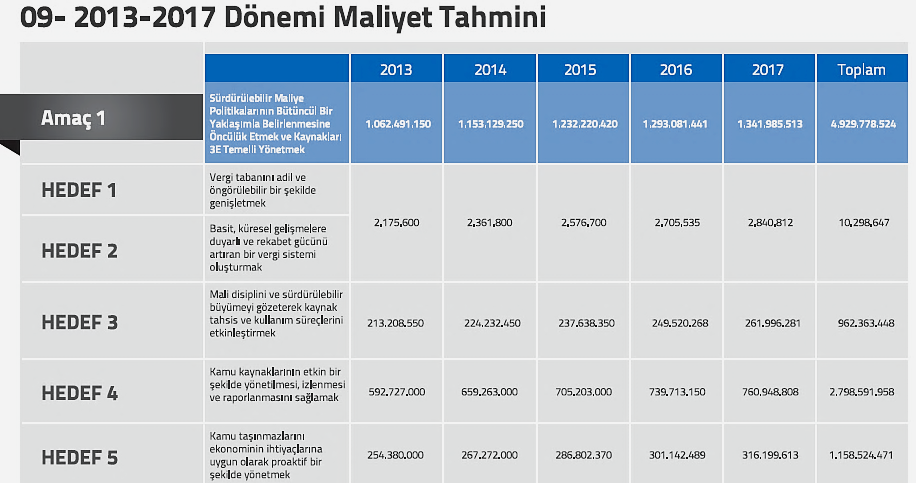 09- 2013-2017 Dönemi Maliyet Tahmini
2013 2014 2015 2016 2017 Toplam
Amaç 1
Sürdürülebilir Maliye
Politikalarının Bütüncül Bir
Yaklaşımla Belirlenmesine
Öncülük Etmek ve Kaynakları
3E Temelli Yönetmek
1.062.491.150 1.153.129.250 1.232.220.420 1.293.081.441 1.341.985.513 4.929.778.524
HEDEF 1
Vergi tabanını adil ve
öngörülebilir bir şekilde
genişletmek
2,175,600 2,361,800 2,576,700 2,705,535 2,840,812 10,298,647
HEDEF 2
Basit, küresel gelişmelere
duyarlı ve rekabet gücünü
artıran bir vergi sistemi
oluşturmak
HEDEF 3
Mali disiplini ve sürdürülebilir
büyümeyi gözeterek kaynak
tahsis ve kullanım süreçlerini
etkinleştirmek
213.208.550 224.232.450 237.638.350 249.520.268 261.996.281 962.363.448
HEDEF 4
Kamu kaynaklarının etkin bir
şekilde yönetilmesi, izlenmesi
ve raporlanmasını sağlamak
592.727.000 659.263.000 705.203.000 739.713.150 760.948.808 2.798.591.958
HEDEF 5
Kamu taşınmazlarını
ekonominin ihtiyaçlarına
uygun olarak proaktif bir
şekilde yönetmek
254.380.000 267.272.000 286.802.370 301.142.489 316.199.613 1.158.524.471